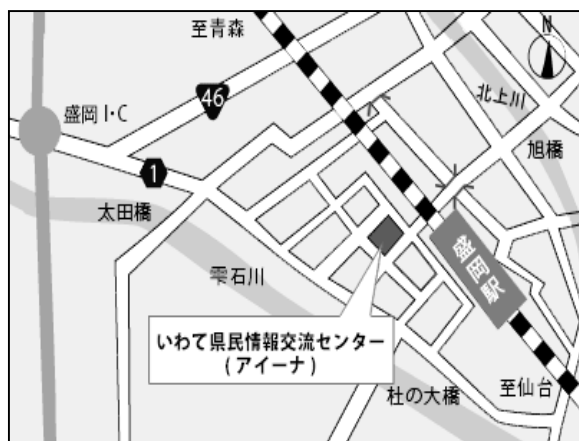 至青森
N
46
北上川
盛岡I・C
旭橋
1
太田橋
雫石川
盛岡駅
いわて県民情報交流センター
(アイーナ)
至仙台
杜の大橋